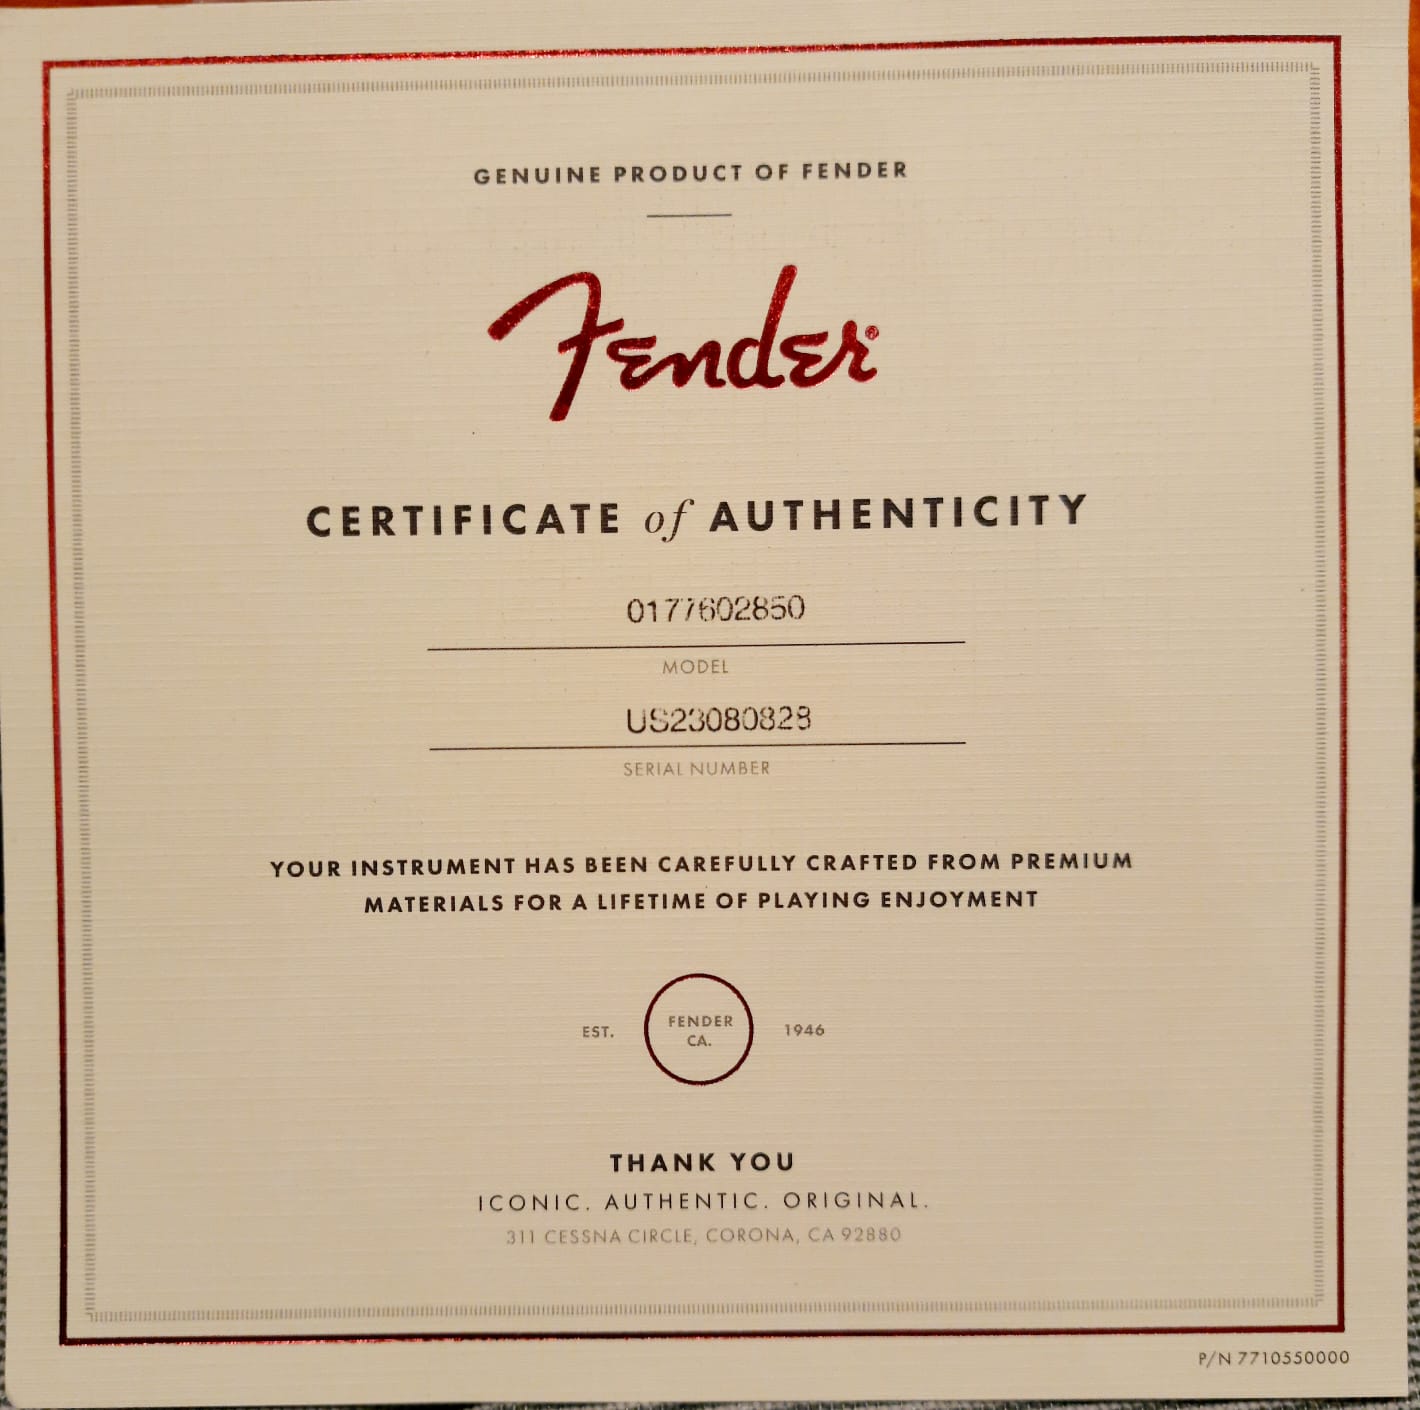 GENUINE PRODUCT OF FENDER
Fender®
CERTIFICATE of AUTHENTICITY
0177602850
MODEL
US23080828
SERIAL NUMBER
YOUR INSTRUMENT HAS BEEN CAREFULLY CRAFTED FROM PREMIUM
MATERIALS FOR A LIFETIME OF PLAYING ENJOYMENT
EST. FENDER CA. 1946
THANK YOU
ICONIC. AUTHENTIC. ORIGINAL.
311 CESSNA CIRCLE, CORONA, CA 92880
P/N 7710550000